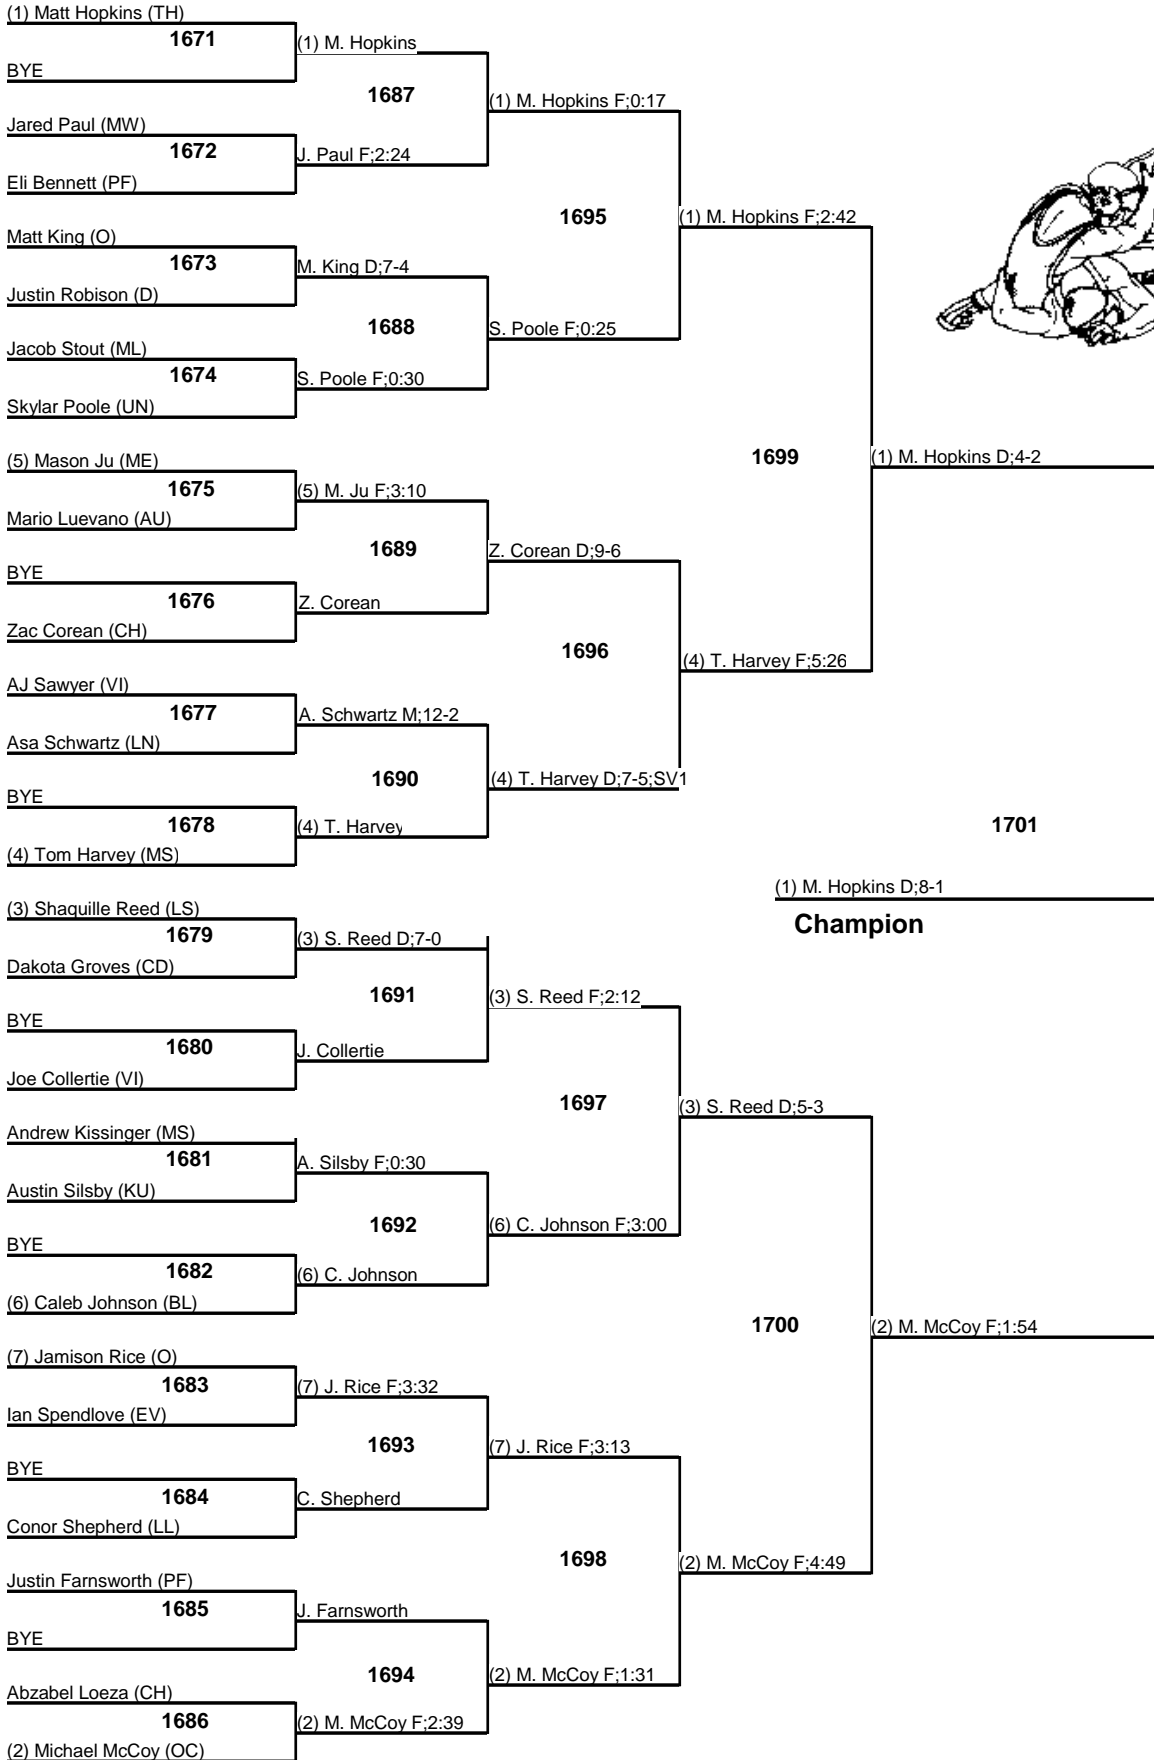 (1) Matt Hopkins (TH)
1671
(1) M. Hopkins
BYE
1687
(1) M. Hopkins F;0:17
Jared Paul (MW)
1672
J. Paul F;2:24
Eli Bennett (PF)
1695
(1) M. Hopkins F;2:42
Matt King (O)
1673
M. King D;7-4
Justin Robison (D)
1688
S. Poole F;0:25
Jacob Stout (ML)
1674
S. Poole F;0:30
Skylar Poole (UN)
1699
(1) M. Hopkins D;4-2
(5) Mason Ju (ME)
1675
(5) M. Ju F;3:10
Mario Luevano (AU)
1689
Z. Corean D;9-6
BYE
1676
Z. Corean
Zac Corean (CH)
1696
(4) T. Harvey F;5:26
AJ Sawyer (VI)
1677
A. Schwartz M;12-2
Asa Schwartz (LN)
1690
(4) T. Harvey D;7-5;SV1
BYE
1678
(4) T. Harvey
(4) Tom Harvey (MS)
1701
(1) M. Hopkins D;8-1
Champion
(3) Shaquille Reed (LS)
1679
(3) S. Reed D;7-0
Dakota Groves (CD)
1691
(3) S. Reed F;2:12
BYE
1680
J. Collertie
Joe Collertie (VI)
1697
(3) S. Reed D;5-3
Andrew Kissinger (MS)
1681
A. Silsby F;0:30
Austin Silsby (KU)
1692
(6) C. Johnson F;3:00
BYE
1682
(6) C. Johnson
(6) Caleb Johnson (BL)
1700
(2) M. McCoy F;1:54
(7) Jamison Rice (O)
1683
(7) J. Rice F;3:32
Ian Spendlove (EV)
1693
(7) J. Rice F;3:13
BYE
1684
C. Shepherd
Conor Shepherd (LL)
1698
(2) M. McCoy F;4:49
Justin Farnsworth (PF)
1685
J. Farnsworth
BYE
1694
(2) M. McCoy F;1:31
Abzabel Loeza (CH)
1686
(2) M. McCoy F;2:39
(2) Michael McCoy (OC)